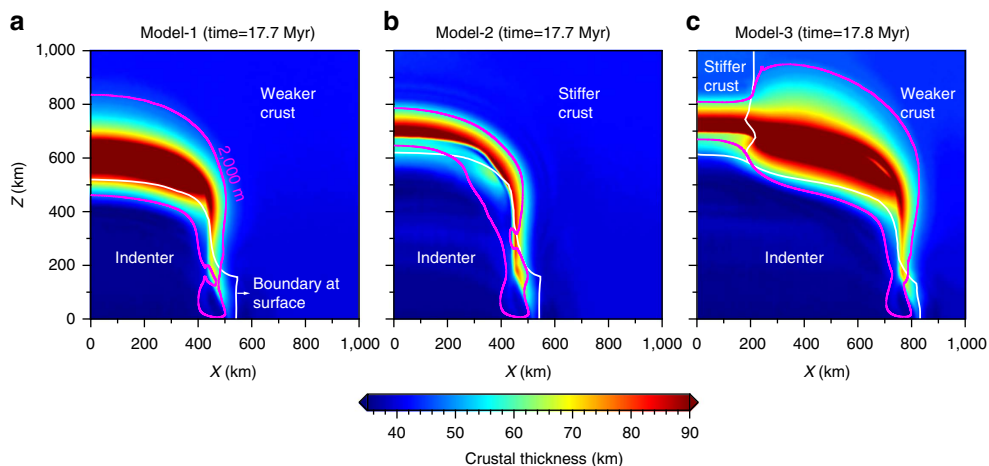 a
Model-1 (time=17.7 Myr)
b
Model-2 (time=17.7 Myr)
c
Model-3 (time=17.8 Myr)
1,000
800
600
400
200
0
Z (km)
Weaker
crust
2,000 m
Indenter
Boundary at
surface
Stiffer
crust
Indenter
Stiffer
crust
Weaker
crust
Indenter
0 200 400 600 800 1,000
X (km)
0 200 400 600 800 1,000
X (km)
0 200 400 600 800 1,000
X (km)
40 50 60 70 80 90
Crustal thickness (km)